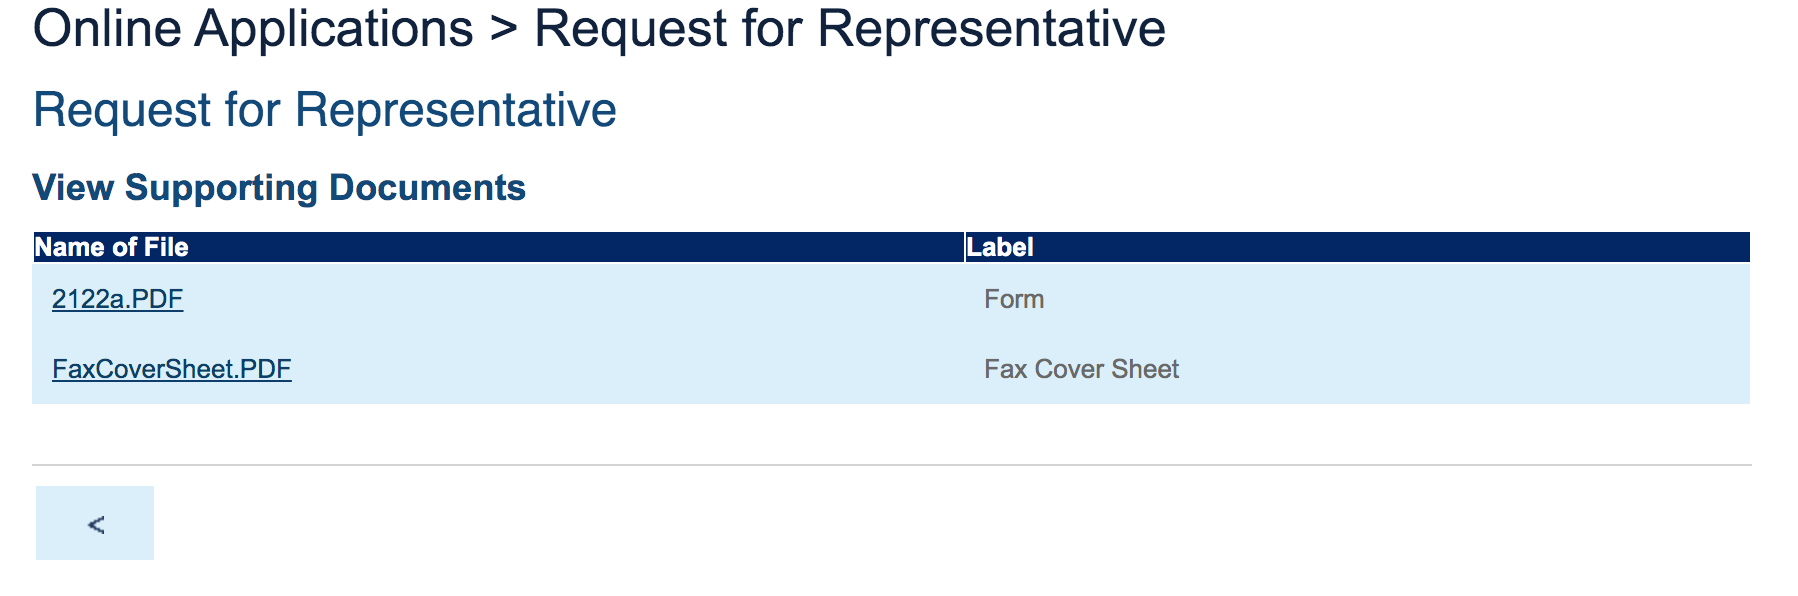 Online Applications > Request for Representative
Request for Representative
View Supporting Documents
Name of File Label
2122a.PDF Form
FaxCoverSheet.PDF Fax Cover Sheet
<